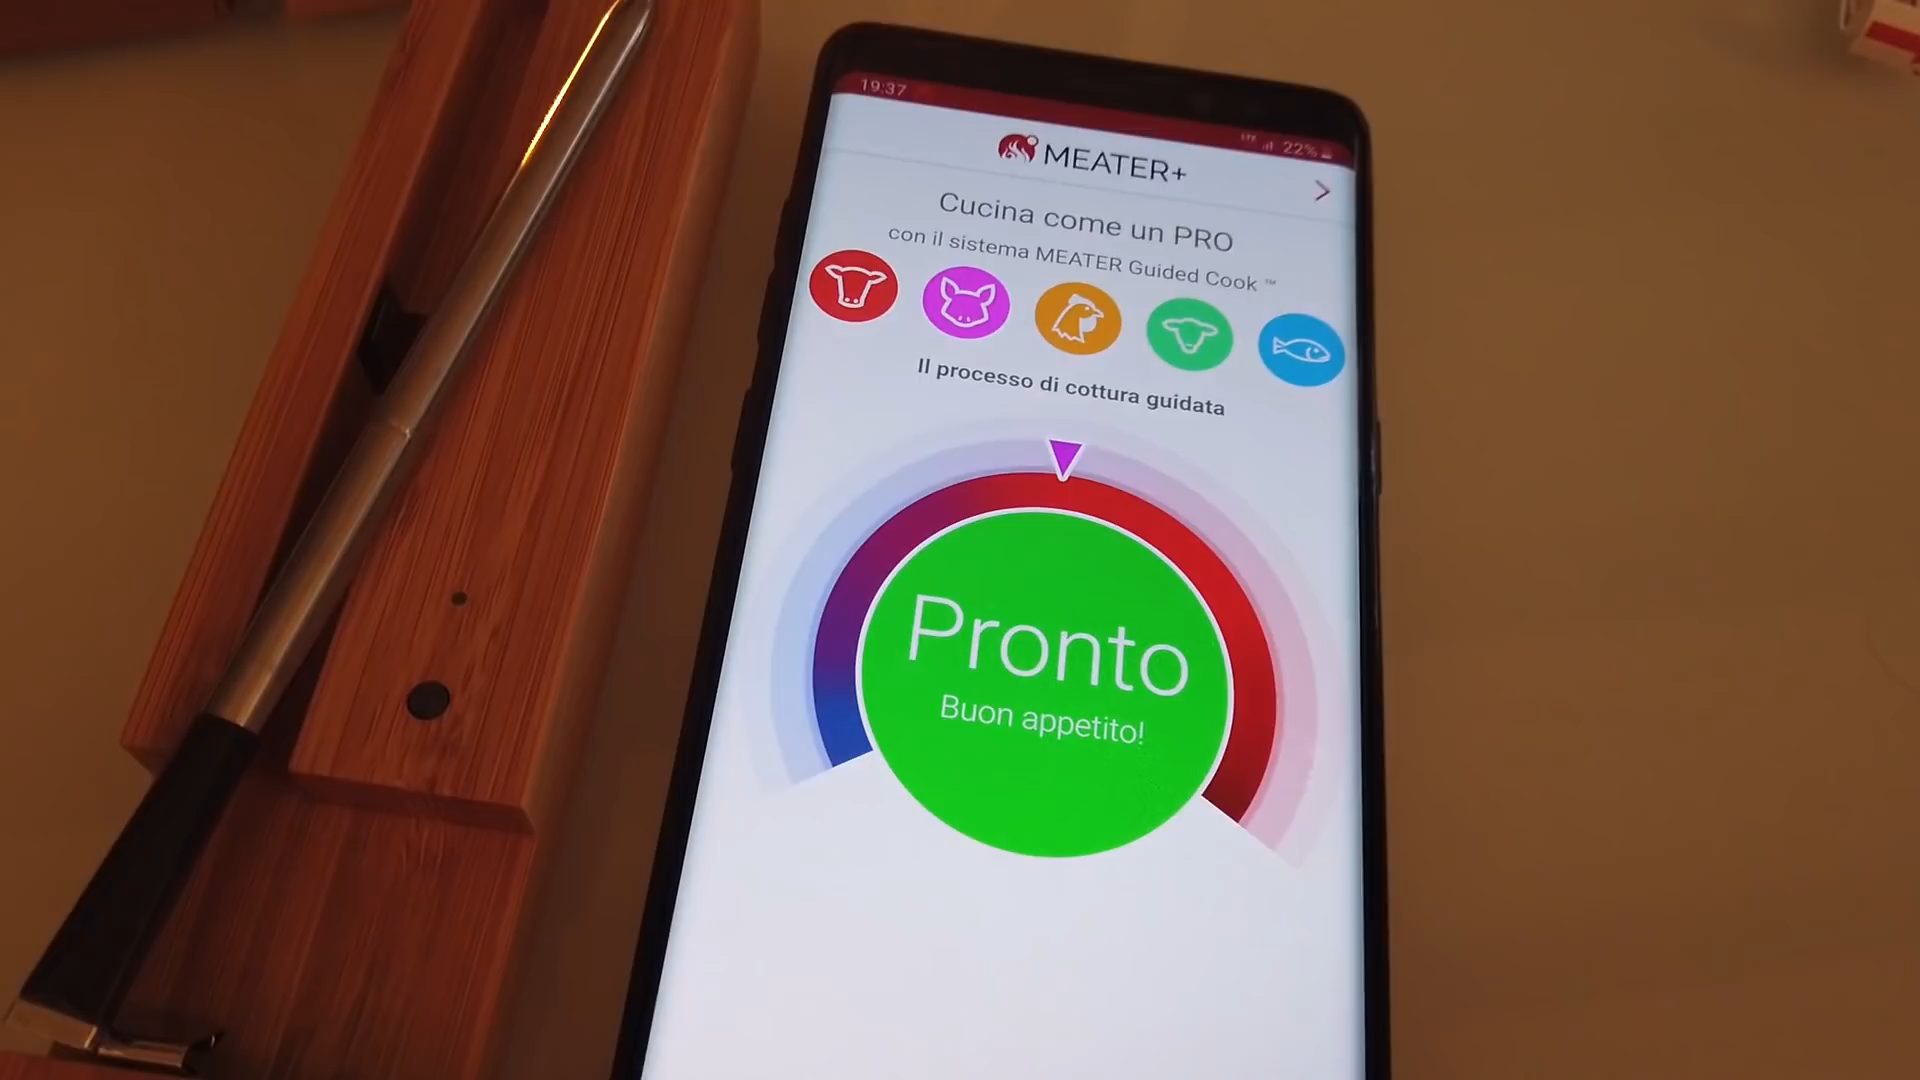 19:37
LTE 22%
MEATER+
Cucina come un PRO
con il sistema MEATER Guided Cook ™
Il processo di cottura guidata
Pronto
Buon appetito!